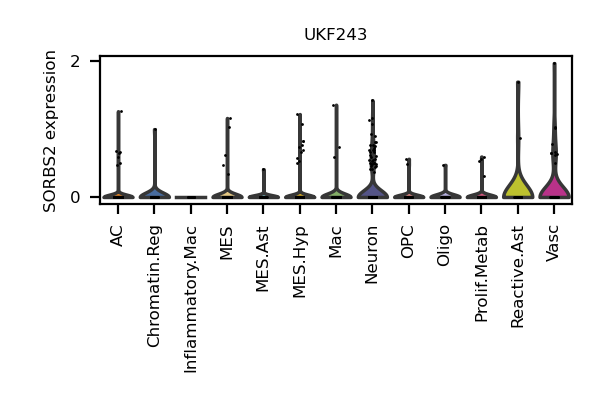 UKF243
SORBS2 expression
2
0
AC
Chromatin.Reg
Inflammatory.Mac
MES
MES.Ast
MES.Hyp
Mac
Neuron
OPC
Oligo
Prolif.Metab
Reactive.Ast
Vasc